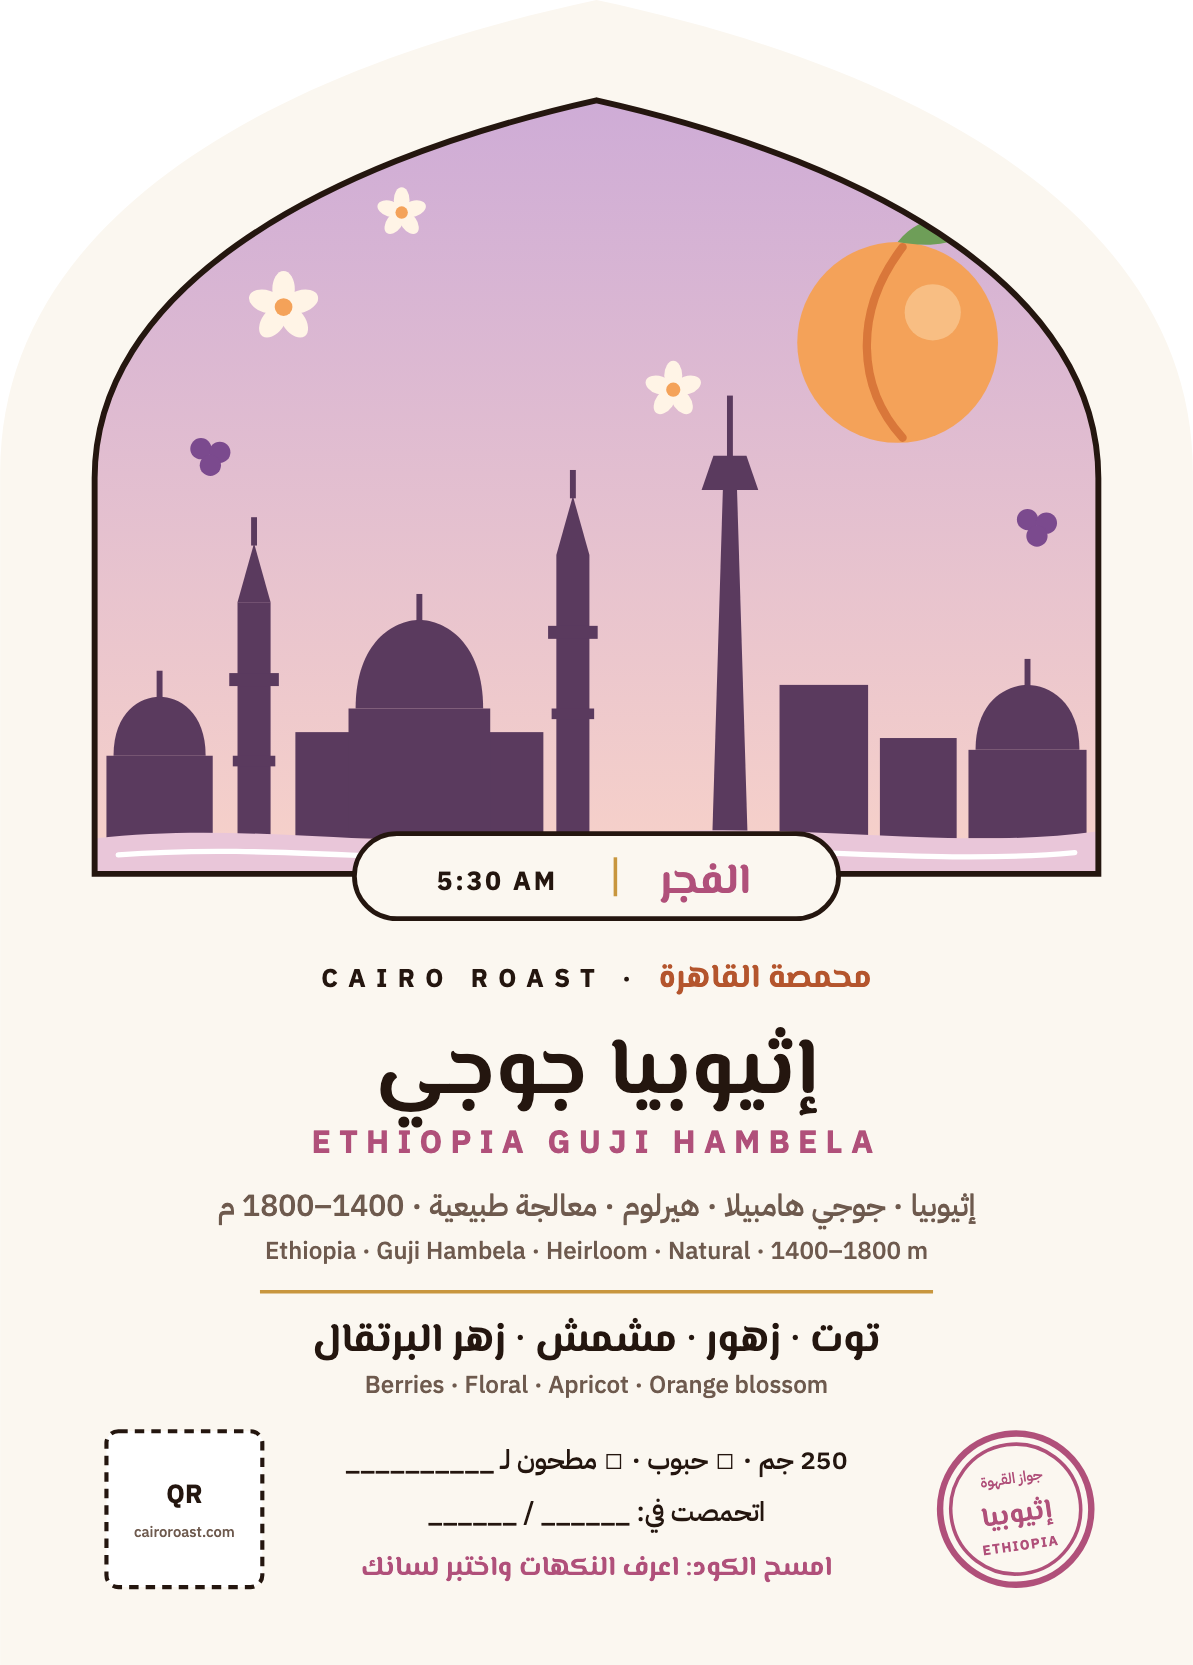 الفجر | 5:30 AM
CAIRO ROAST · محمصة القاهرة
إثيوبيا جوجي
ETHIOPIA GUJI HAMBELA
إثيوبيا · جوجي هامبيلا · هيرلوم · معالجة طبيعية · 1400–1800 م
Ethiopia · Guji Hambela · Heirloom · Natural · 1400–1800 m
توت · زهور · مشمش · زهر البرتقال
Berries · Floral · Apricot · Orange blossom
250 جم · □ حبوب · □ مطحون لـ __________
اتحمصت في: ______ / ______
امسح الكود: اعرف النكهات واختبر لسانك
QR
cairoroast.com
جواز القهوة
إثيوبيا
ETHIOPIA